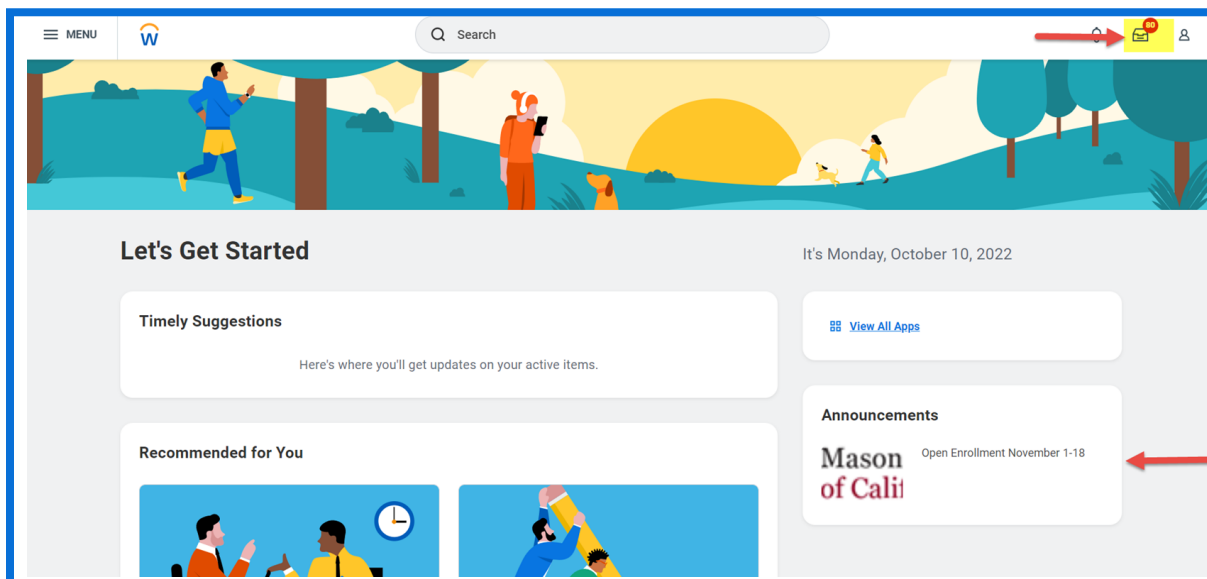 MENU
Search
80
Let's Get Started
It's Monday, October 10, 2022
Timely Suggestions
Here's where you'll get updates on your active items.
View All Apps
Announcements
Mason
of Calif
Open Enrollment November 1-18
Recommended for You